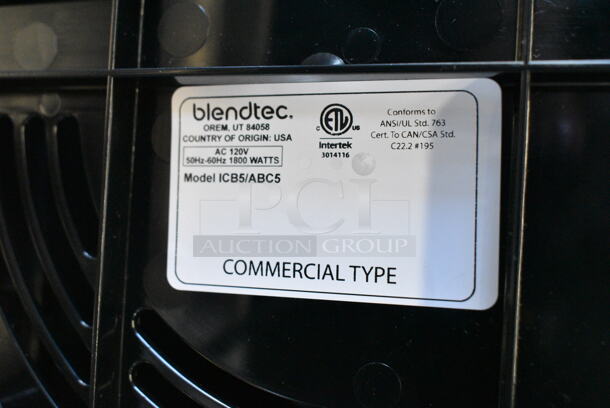 blendtec.
OREM, UT 84058
COUNTRY OF ORIGIN: USA
AC 120V
50Hz-60Hz 1800 WATTS
Model ICB5/ABC5
C ETL US
Intertek
3014116
Conforms to
ANSI/UL Std. 763
Cert. To CAN/CSA Std.
C22.2 #195
PCI
AUCTION GROUP
COMMERCIAL TYPE